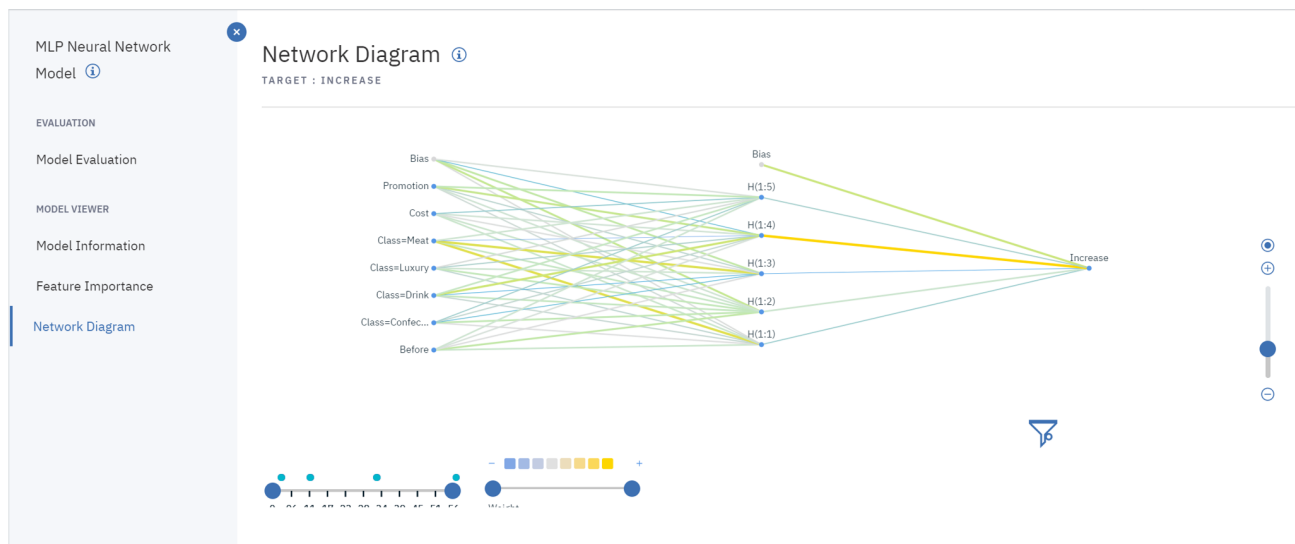 MLP Neural Network
Model
EVALUATION
Model Evaluation
MODEL VIEWER
Model Information
Feature Importance
Network Diagram
Network Diagram
TARGET : INCREASE
Bias
Promotion
Cost
Class=Meat
Class=Luxury
Class=Drink
Class=Confec...
Before
Bias
H(1:5)
H(1:4)
H(1:3)
H(1:2)
H(1:1)
Increase
− +
Weight